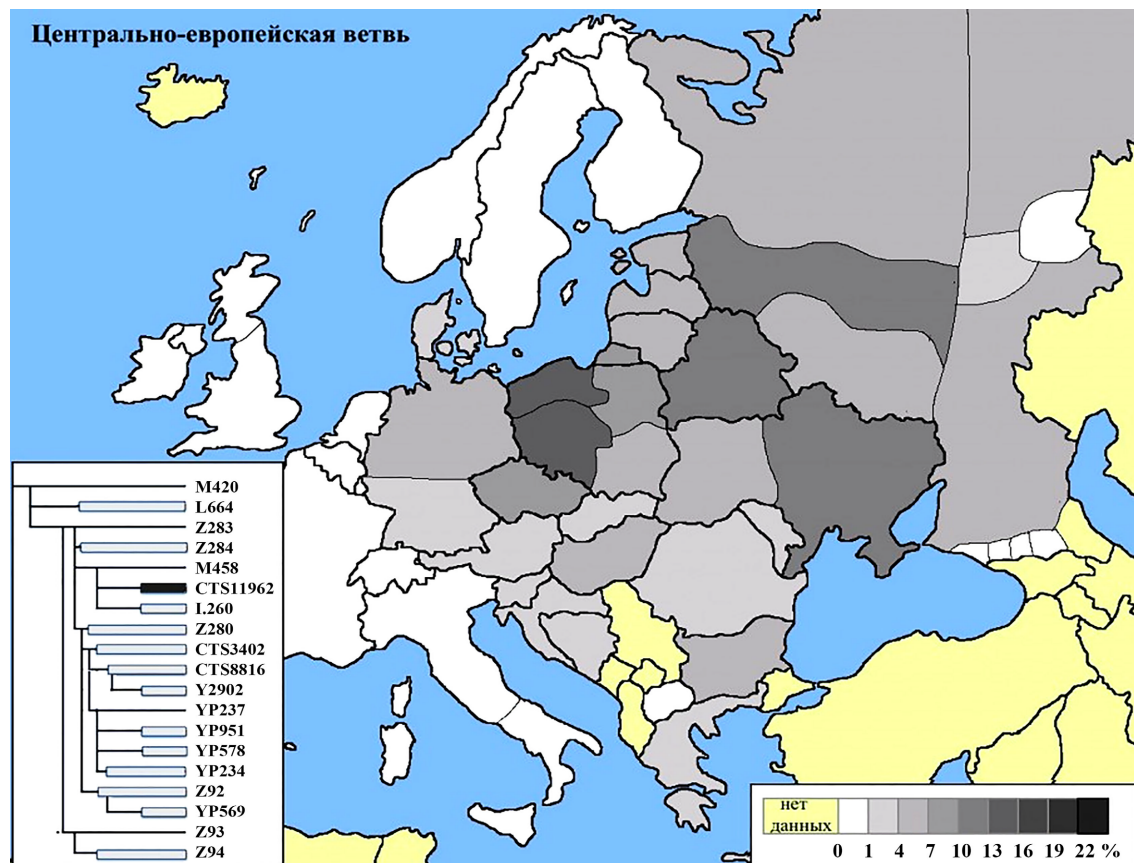 Центрально-европейская ветвь
M420
L664
Z283
Z284
M458
CTS11962
L260
Z280
CTS3402
CTS8816
Y2902
YP237
YP951
YP578
YP234
Z92
YP569
Z93
Z94
нет
данных
0 1 4 7 10 13 16 19 22 %